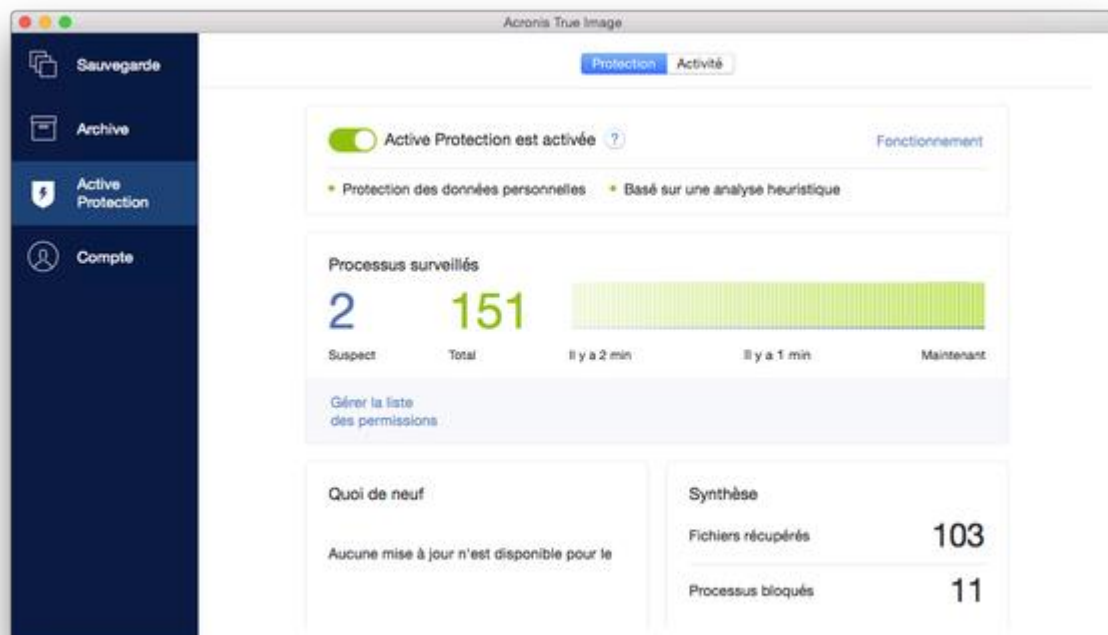 Acronis True Image
Sauvegarde
Archive
Active
Protection
Compte
Protection Activité
Active Protection est activée ?
Fonctionnement
• Protection des données personnelles • Basé sur une analyse heuristique
Processus surveillés
2 151
Suspect Total Il y a 2 min Il y a 1 min Maintenant
Gérer la liste
des permissions
Quoi de neuf
Aucune mise à jour n'est disponible pour le
Synthèse
Fichiers récupérés 103
Processus bloqués 11